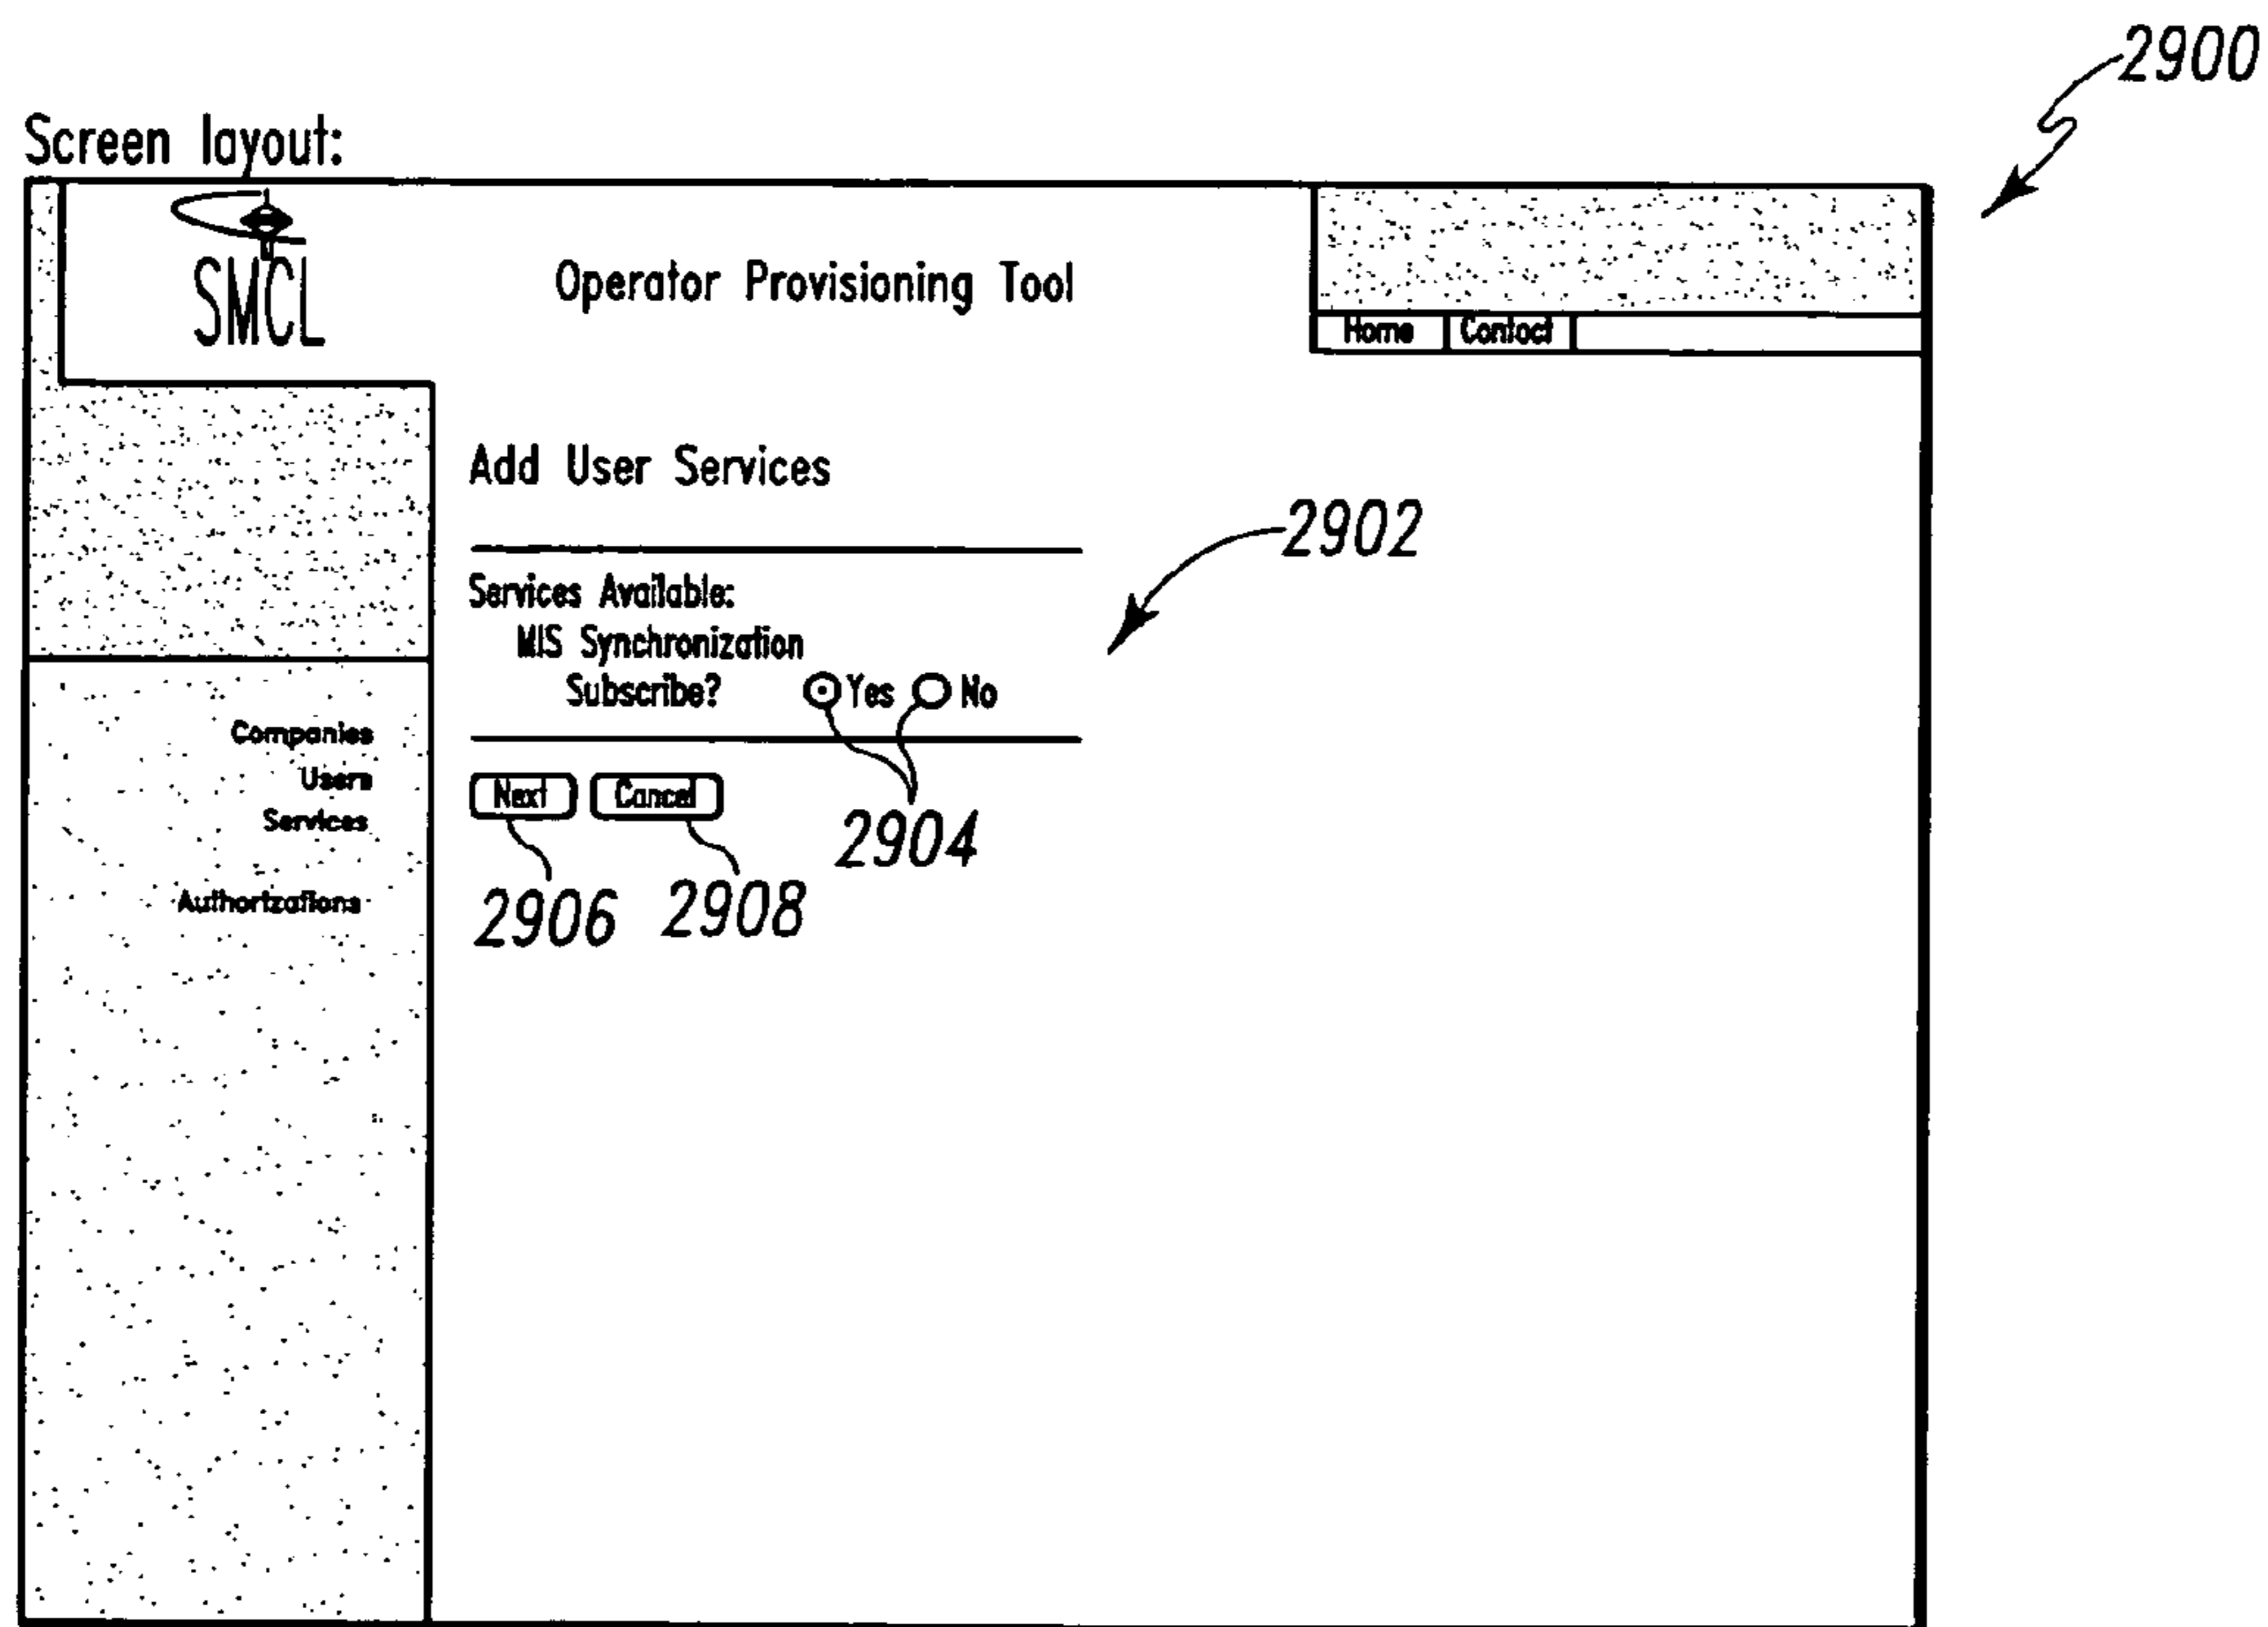 2900
Screen layout:
SMCL
Operator Provisioning Tool
Home Contact
Add User Services
2902
Services Available:
MIS Synchronization
Subscribe? Yes No
Companies
Users
Services
Authorizations
Next Cancel
2904
2906 2908